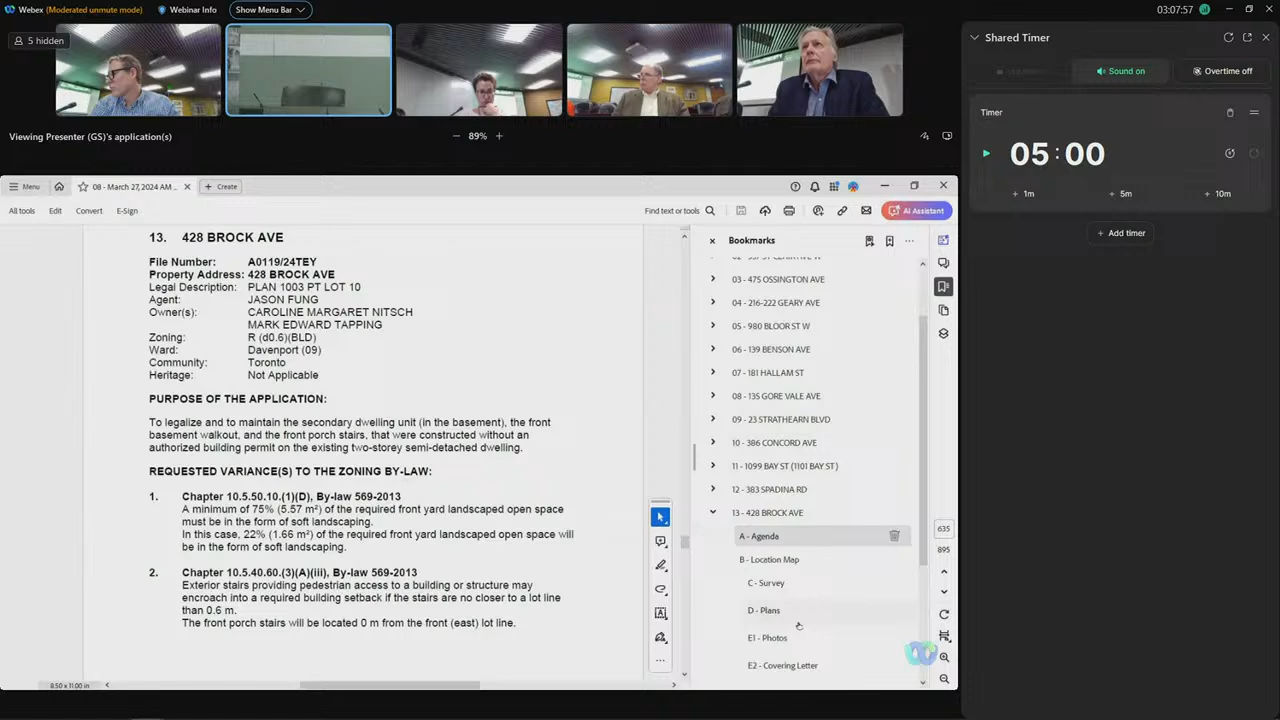 Webex (Moderated unmute mode) Webinar Info Show Menu Bar 03:07:57
5 hidden
Viewing Presenter (GS)'s application(s) 89%
Menu 08 - March 27, 2024 AM ... Create
All tools Edit Convert E-Sign Find text or tools AI Assistant
13. 428 BROCK AVE
File Number: A0119/24TEY
Property Address: 428 BROCK AVE
Legal Description: PLAN 1003 PT LOT 10
Agent: JASON FUNG
Owner(s): CAROLINE MARGARET NITSCH
MARK EDWARD TAPPING
Zoning: R (d0.6)(BLD)
Ward: Davenport (09)
Community: Toronto
Heritage: Not Applicable
PURPOSE OF THE APPLICATION:
To legalize and to maintain the secondary dwelling unit (in the basement), the front
basement walkout, and the front porch stairs, that were constructed without an
authorized building permit on the existing two-storey semi-detached dwelling.
REQUESTED VARIANCE(S) TO THE ZONING BY-LAW:
1. Chapter 10.5.50.10.(1)(D), By-law 569-2013
A minimum of 75% (5.57 m²) of the required front yard landscaped open space
must be in the form of soft landscaping.
In this case, 22% (1.66 m²) of the required front yard landscaped open space will
be in the form of soft landscaping.
2. Chapter 10.5.40.60.(3)(A)(iii), By-law 569-2013
Exterior stairs providing pedestrian access to a building or structure may
encroach into a required building setback if the stairs are no closer to a lot line
than 0.6 m.
The front porch stairs will be located 0 m from the front (east) lot line.
8.50 x 11.00 in
Bookmarks
03 - 475 OSSINGTON AVE
04 - 216-222 GEARY AVE
05 - 980 BLOOR ST W
06 - 139 BENSON AVE
07 - 181 HALLAM ST
08 - 135 GORE VALE AVE
09 - 23 STRATHEARN BLVD
10 - 386 CONCORD AVE
11 - 1099 BAY ST (1101 BAY ST)
12 - 383 SPADINA RD
13 - 428 BROCK AVE
A - Agenda
B - Location Map
C - Survey
D - Plans
E1 - Photos
E2 - Covering Letter
635
895
Shared Timer
Sound on Overtime off
Timer
05:00
+ 1m + 5m + 10m
+ Add timer